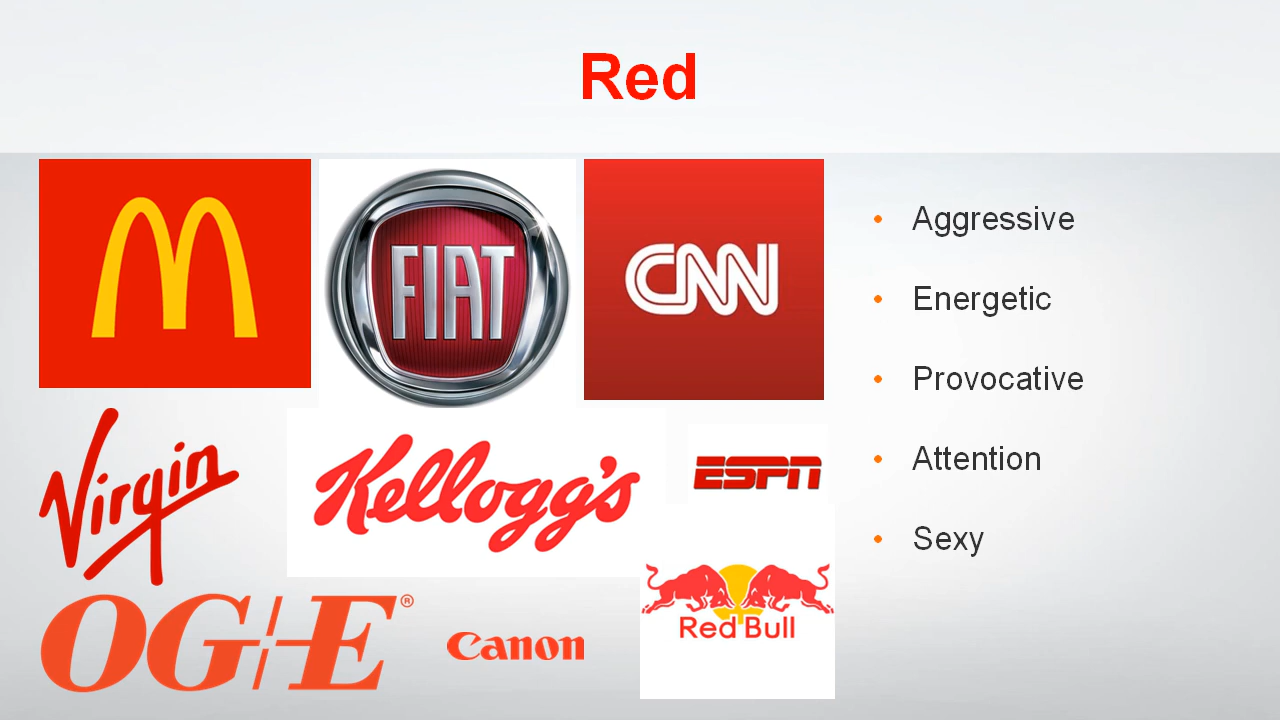 Red
M
FIAT
CNN
Virgin
Kellogg's
ESPN
Red Bull
OG+E®
Canon
• Aggressive
• Energetic
• Provocative
• Attention
• Sexy